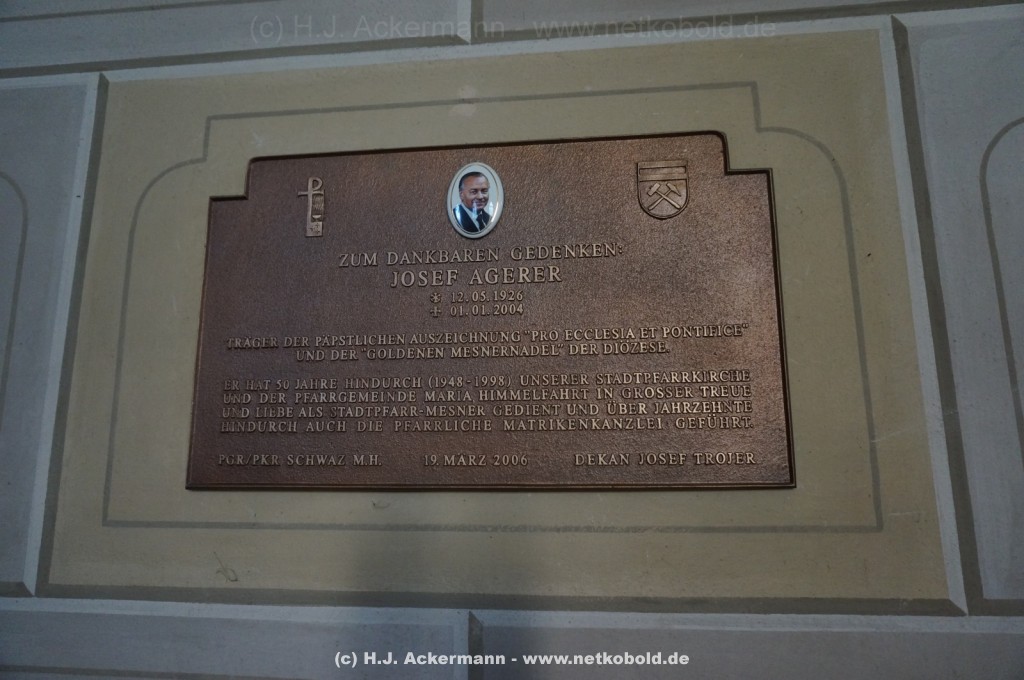 (c) H.J. Ackermann - www.netkobold.de
ZUM DANKBAREN GEDENKEN:
JOSEF AGERER
* 12.05.1926
+ 01.01.2004
TRÄGER DER PÄPSTLICHEN AUSZEICHNUNG "PRO ECCLESIA ET PONTIFICE"
UND DER "GOLDENEN MESNERNADEL" DER DIÖZESE.
ER HAT 50 JAHRE HINDURCH (1948-1998) UNSERER STADTPFARRKIRCHE
UND DER PFARRGEMEINDE MARIA HIMMELFAHRT IN GROSSER TREUE
UND LIEBE ALS STADTPFARR-MESNER GEDIENT UND ÜBER JAHRZEHNTE
HINDURCH AUCH DIE PFARRLICHE MATRIKENKANZLEI GEFÜHRT.
PGR/PKR SCHWAZ M.H. 19. MÄRZ 2006 DEKAN JOSEF TROJER
(c) H.J. Ackermann - www.netkobold.de